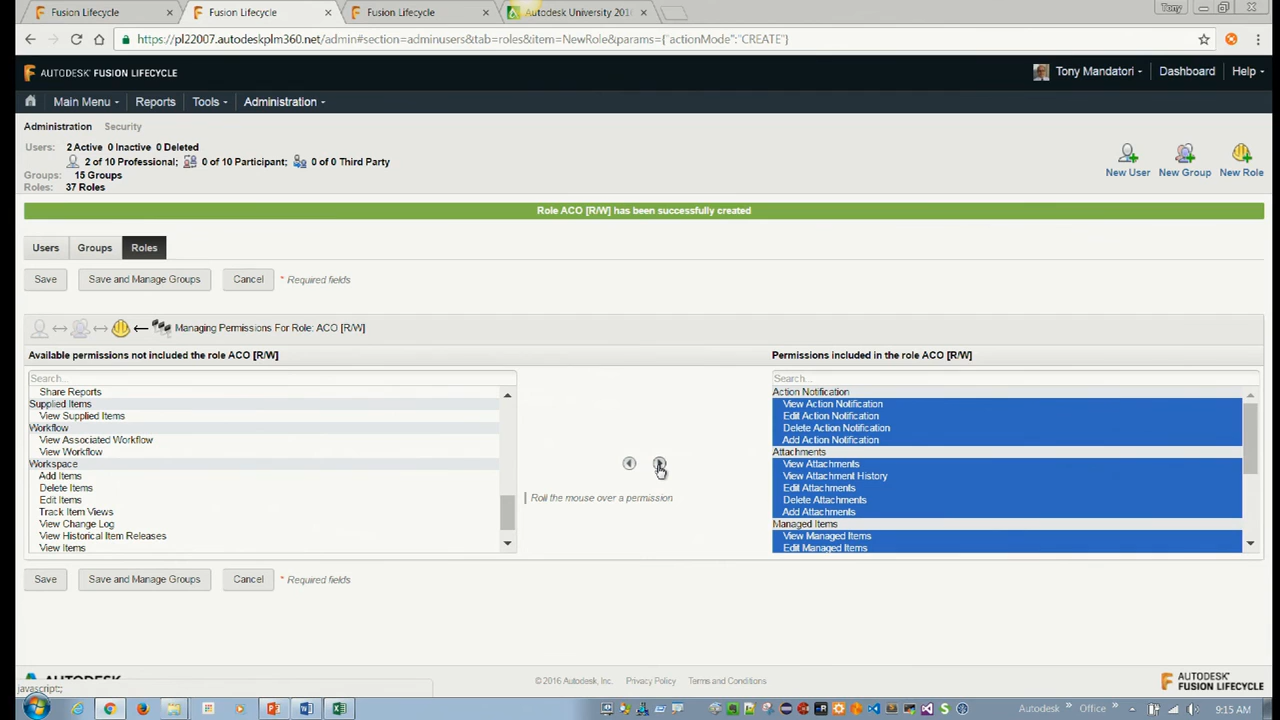 Fusion Lifecycle × Fusion Lifecycle × Fusion Lifecycle × Autodesk University 201 × Tony
https://pl22007.autodeskplm360.net/admin#section=adminusers&tab=roles&item=NewRole&params={"actionMode":"CREATE"}
AUTODESK® FUSION LIFECYCLE Tony Mandatori Dashboard Help
Main Menu Reports Tools Administration
Administration Security
Users: 2 Active 0 Inactive 0 Deleted
2 of 10 Professional; 0 of 10 Participant; 0 of 0 Third Party
Groups: 15 Groups
Roles: 37 Roles
New User New Group New Role
Role ACO [R/W] has been successfully created
Users Groups Roles
Save Save and Manage Groups Cancel * Required fields
Managing Permissions For Role: ACO [R/W]
Available permissions not included the role ACO [R/W]
Search...
Share Reports
Supplied Items
View Supplied Items
Workflow
View Associated Workflow
View Workflow
Workspace
Add Items
Delete Items
Edit Items
Track Item Views
View Change Log
View Historical Item Releases
View Items
Roll the mouse over a permission
Permissions included in the role ACO [R/W]
Search...
Action Notification
View Action Notification
Edit Action Notification
Delete Action Notification
Add Action Notification
Attachments
View Attachments
View Attachment History
Edit Attachments
Delete Attachments
Add Attachments
Managed Items
View Managed Items
Edit Managed Items
Save Save and Manage Groups Cancel * Required fields
AUTODESK © 2016 Autodesk, Inc. Privacy Policy Terms and Conditions AUTODESK®
FUSION LIFECYCLE
javascript:;
Autodesk » Office » 9:15 AM